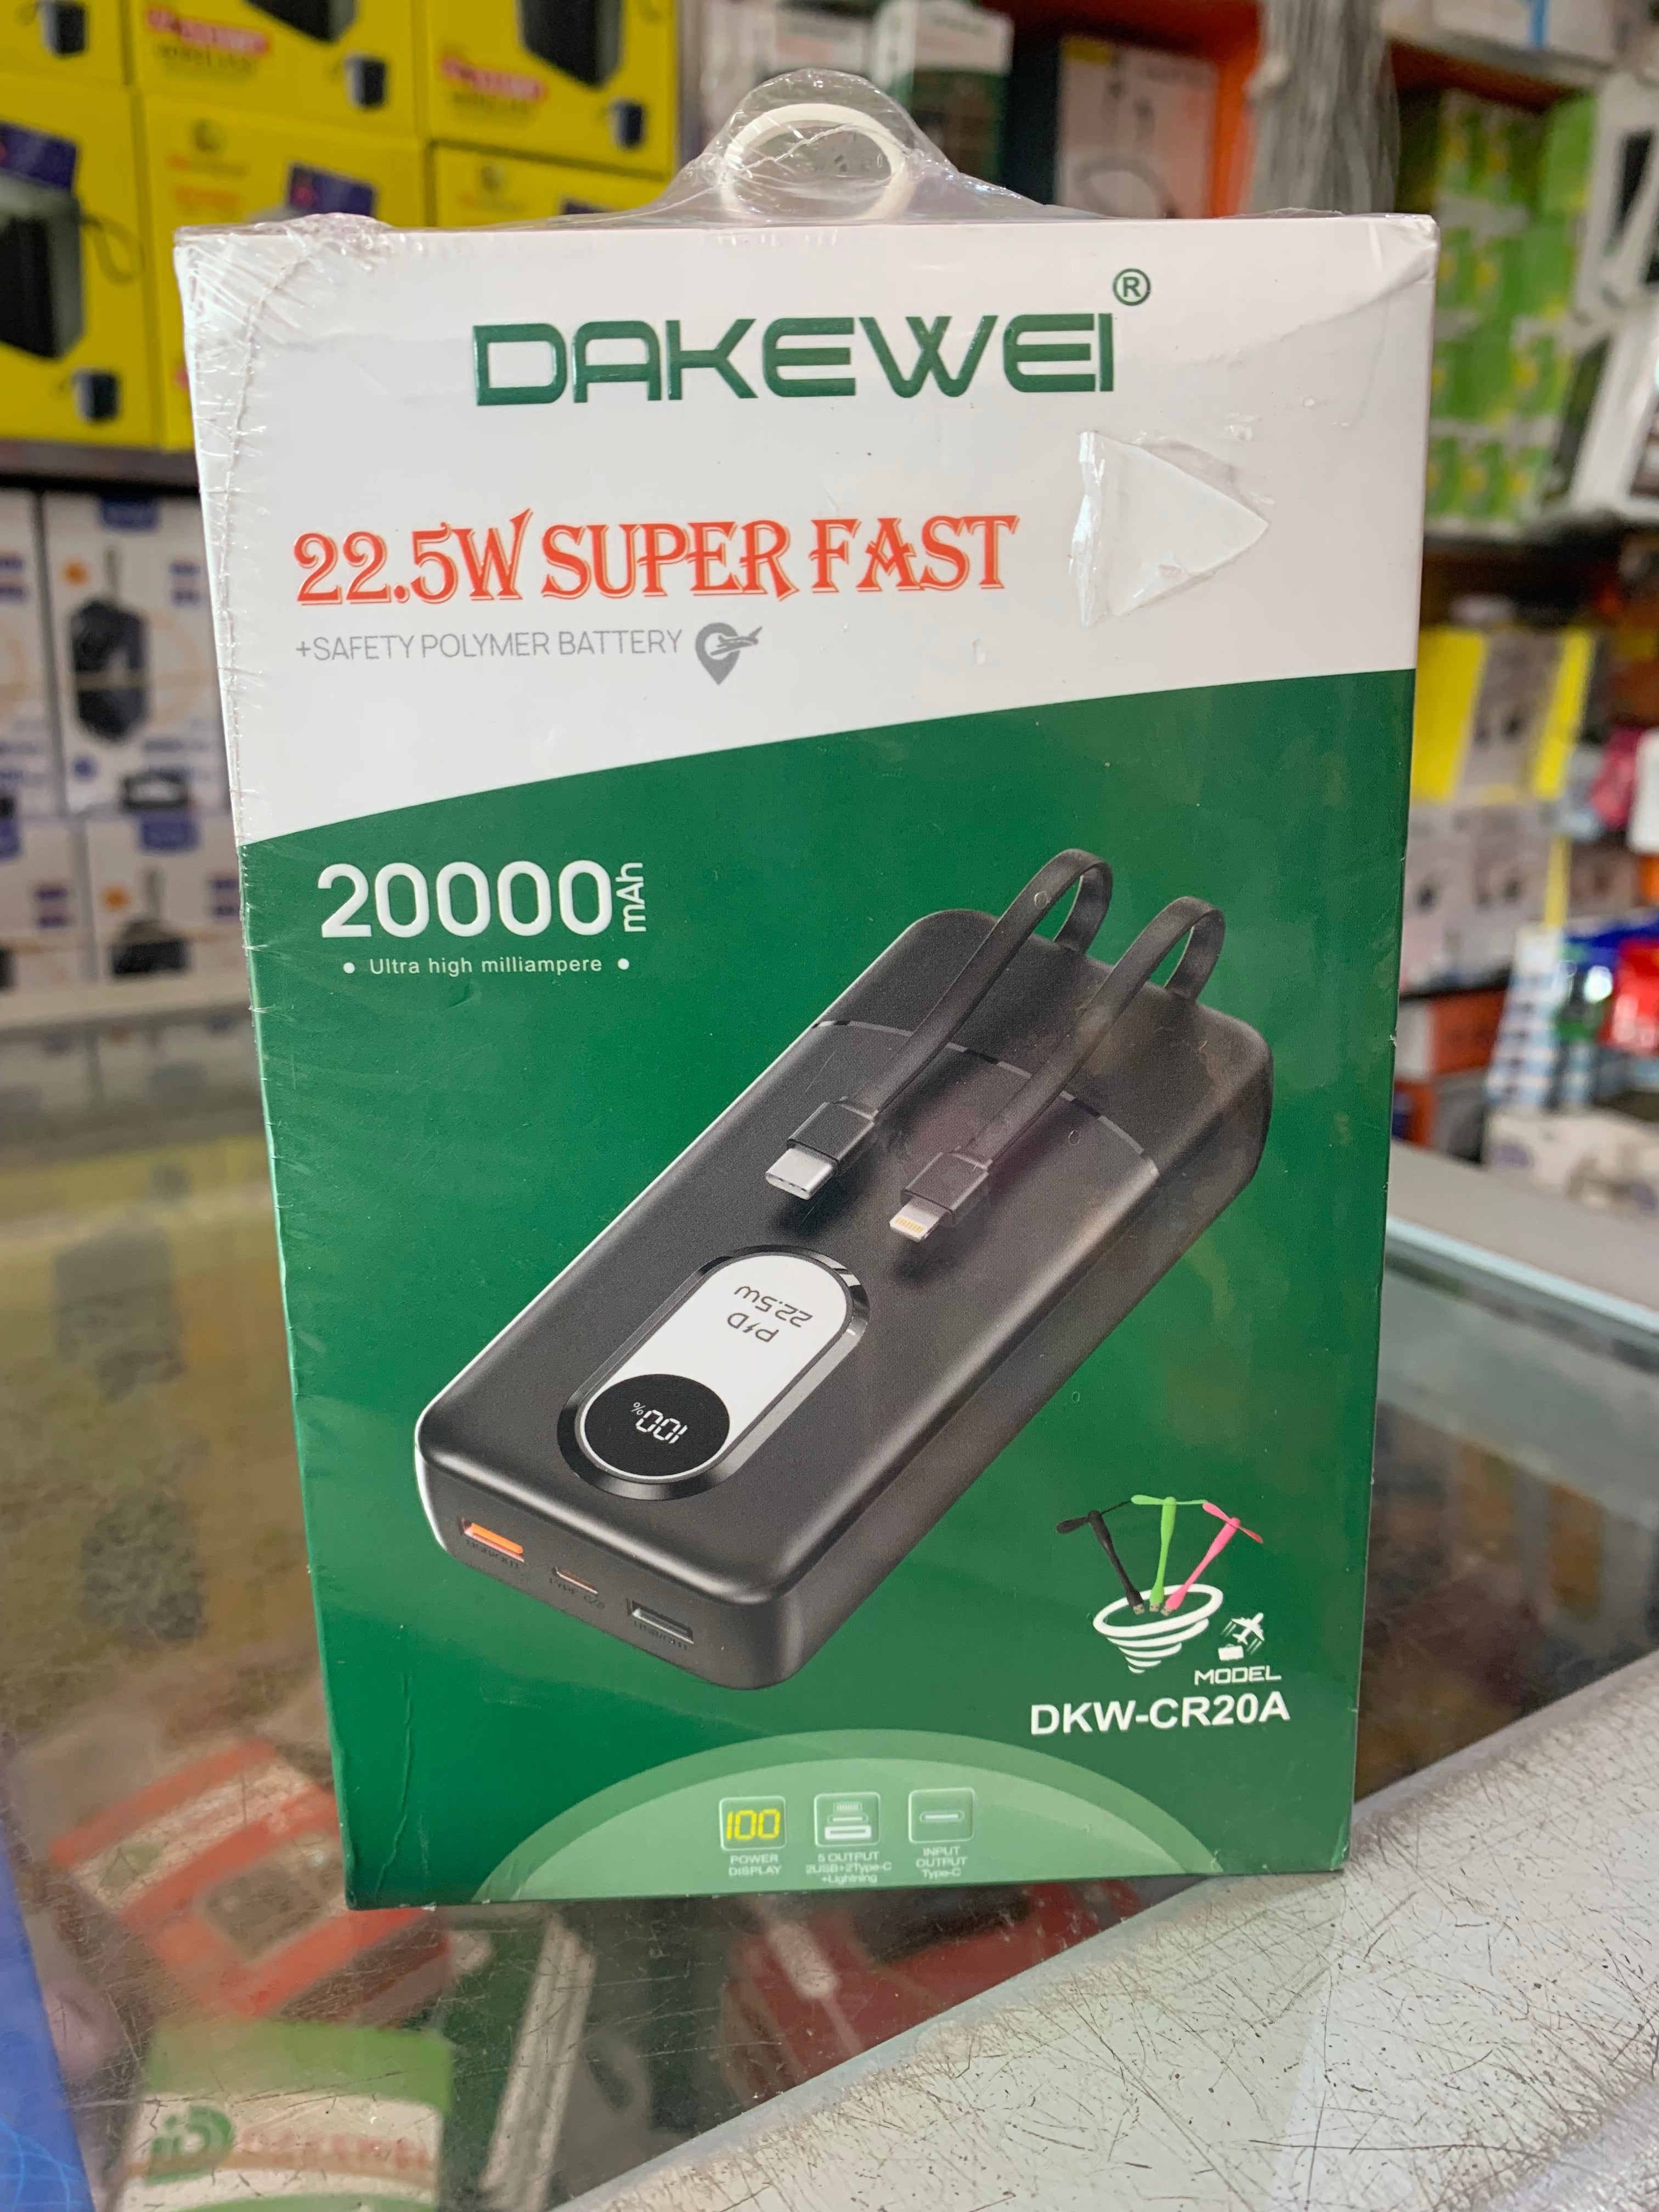 DAKEWEI®
22.5W SUPER FAST
+SAFETY POLYMER BATTERY
20000mAh
• Ultra high milliampere •
P⚡D
22.5W
100%
MODEL
DKW-CR20A
100
POWER
DISPLAY
5 OUTPUT
2USB+2Type-C
+Lightning
INPUT
OUTPUT
Type-C